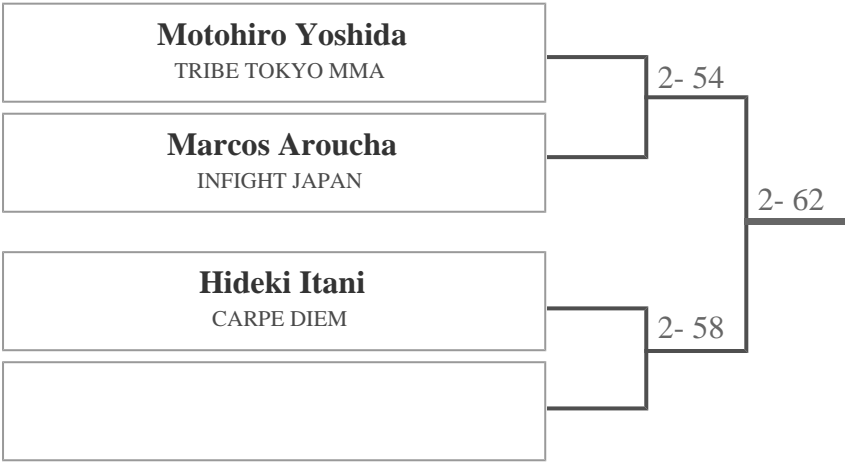 Motohiro Yoshida
TRIBE TOKYO MMA
2- 54
Marcos Aroucha
INFIGHT JAPAN
2- 62
Hideki Itani
CARPE DIEM
2- 58